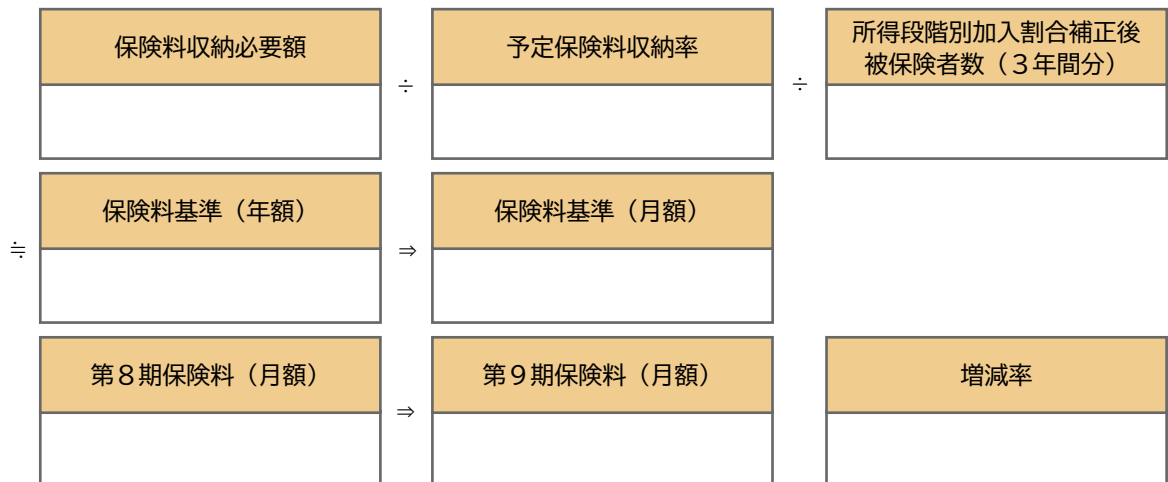 保険料収納必要額
÷
予定保険料収納率
÷
所得段階別加入割合補正後
被保険者数（３年間分）
≒
保険料基準（年額）
⇒
保険料基準（月額）
第８期保険料（月額）
⇒
第９期保険料（月額）
増減率